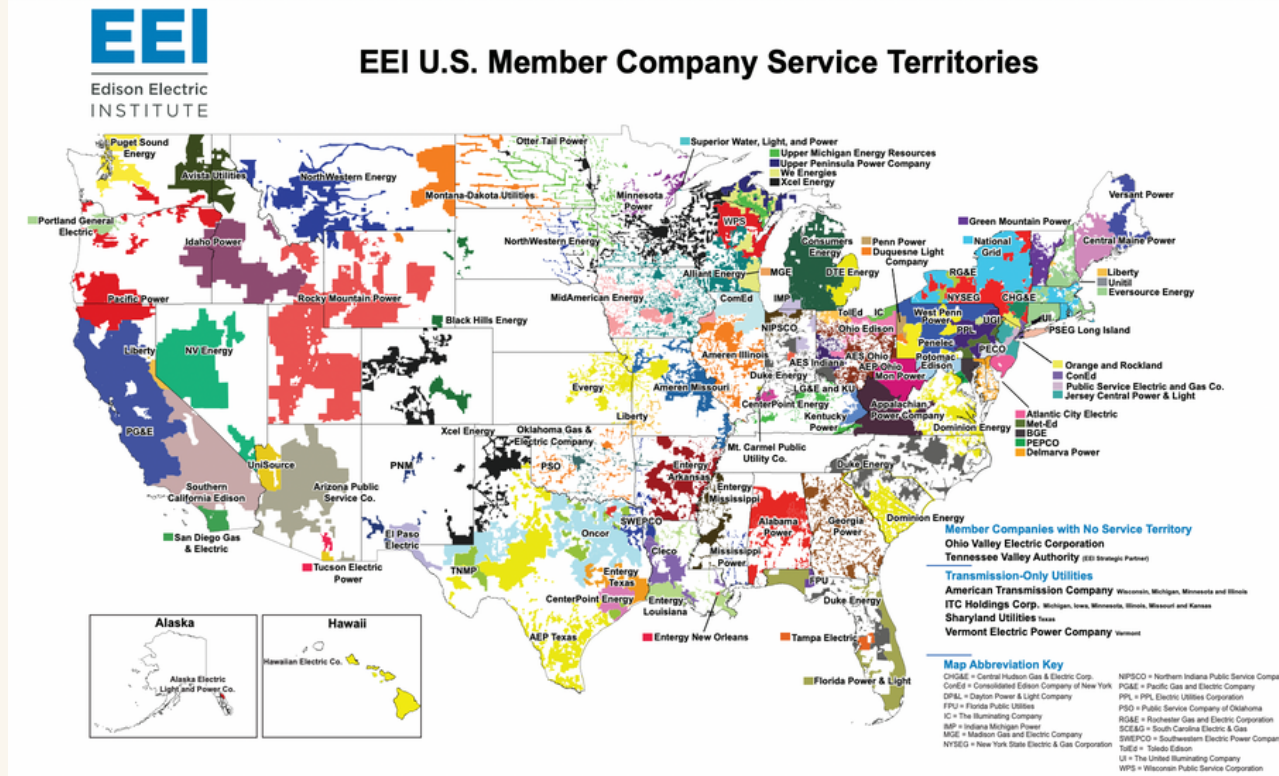 EEI
Edison Electric
INSTITUTE
EEI U.S. Member Company Service Territories
Puget Sound
Energy
Avista Utilities
NorthWestern Energy
Montana-Dakota Utilities
Otter Tail Power
Minnesota
Power
Superior Water, Light, and Power
Upper Michigan Energy Resources
Upper Peninsula Power Company
We Energies
Xcel Energy
WPS
Portland General
Electric
Idaho Power
Pacific Power
Rocky Mountain Power
NorthWestern Energy
Black Hills Energy
Alliant Energy
MGE
MidAmerican Energy
ComEd
Consumers
Energy
DTE Energy
IMP
Penn Power
Duquesne Light
Company
Versant Power
Green Mountain Power
National
Grid
Central Maine Power
RG&E
NYSEG
CHG&E
Liberty
Unitil
Eversource Energy
UI
PSEG Long Island
TolEd
IC
Ohio Edison
West Penn
Power
PPL
UGI
Penelec
PECO
Potomac
Edison
Mon Power
NIPSCO
AES Indiana
AES Ohio
AEP Ohio
Duke Energy
LG&E and KU
CenterPoint Energy
Kentucky
Power
Appalachian
Power Company
Dominion Energy
Orange and Rockland
ConEd
Public Service Electric and Gas Co.
Jersey Central Power & Light
Atlantic City Electric
Met-Ed
BGE
PEPCO
Delmarva Power
Liberty
NV Energy
PG&E
Southern
California Edison
San Diego Gas
& Electric
UniSource
Arizona Public
Service Co.
Tucson Electric
Power
PNM
El Paso
Electric
Xcel Energy
Evergy
Liberty
Ameren Illinois
Ameren Missouri
Mt. Carmel Public
Utility Co.
Oklahoma Gas &
Electric Company
PSO
Entergy
Arkansas
Entergy
Mississippi
SWEPCO
Oncor
TNMP
Cleco
Entergy
Texas
CenterPoint Energy
AEP Texas
Entergy
Louisiana
Entergy New Orleans
Mississippi
Power
Alabama
Power
Georgia
Power
Duke Energy
Dominion Energy
FPU
Duke Energy
Tampa Electric
Florida Power & Light
Alaska
Alaska Electric
Light and Power Co.
Hawaii
Hawaiian Electric Co.
Member Companies with No Service Territory
Ohio Valley Electric Corporation
Tennessee Valley Authority (EEI Strategic Partner)
Transmission-Only Utilities
American Transmission Company Wisconsin, Michigan, Minnesota and Illinois
ITC Holdings Corp. Michigan, Iowa, Minnesota, Illinois, Missouri and Kansas
Sharyland Utilities Texas
Vermont Electric Power Company Vermont
Map Abbreviation Key
CHG&E = Central Hudson Gas & Electric Corp.
ConEd = Consolidated Edison Company of New York
DP&L = Dayton Power & Light Company
FPU = Florida Public Utilities
IC = The Illuminating Company
IMP = Indiana Michigan Power
MGE = Madison Gas and Electric Company
NYSEG = New York State Electric & Gas Corporation
NIPSCO = Northern Indiana Public Service Compa
PG&E = Pacific Gas and Electric Company
PPL = PPL Electric Utilities Corporation
PSO = Public Service Company of Oklahoma
RG&E = Rochester Gas and Electric Corporation
SCE&G = South Carolina Electric & Gas
SWEPCO = Southwestern Electric Power Compan
TolEd = Toledo Edison
UI = The United Illuminating Company
WPS = Wisconsin Public Service Corporation